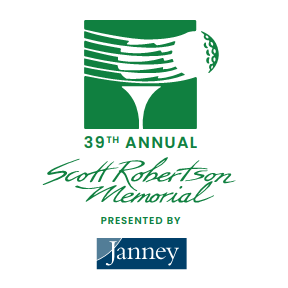 39TH ANNUAL
Scott Robertson
Memorial
PRESENTED BY
Janney